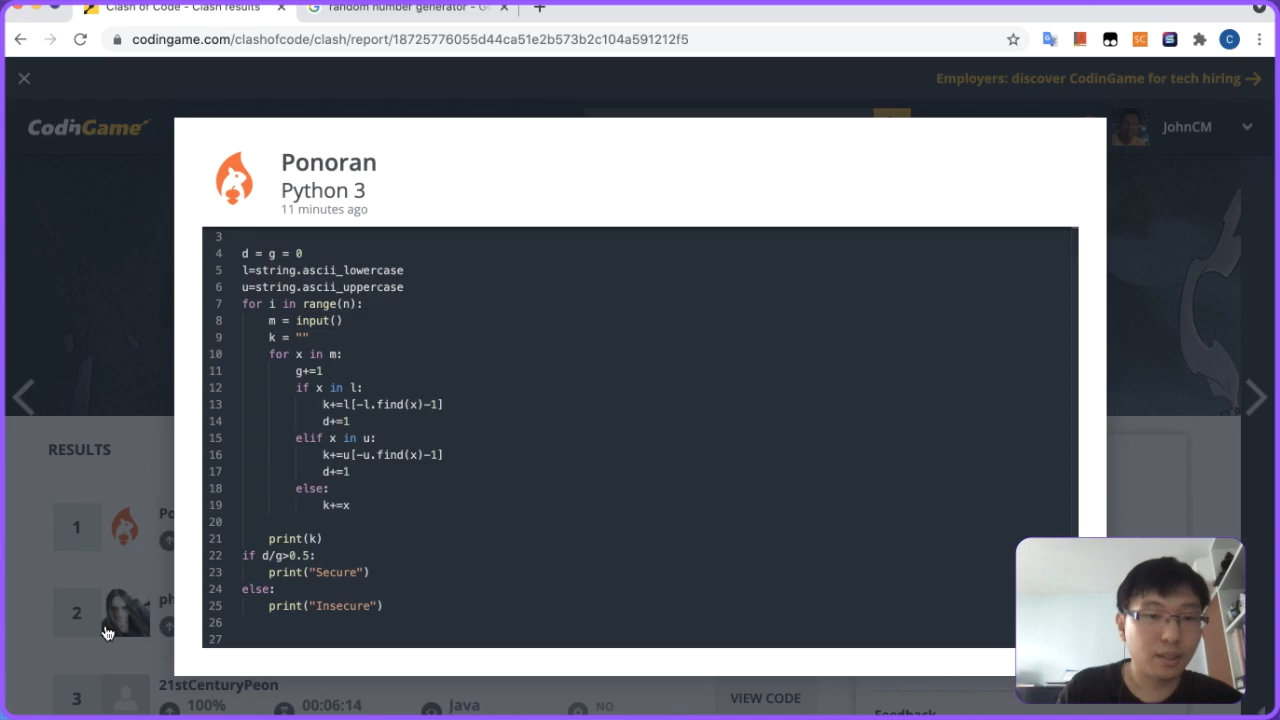 Clash of Code - Clash results
random number generator - G
codingame.com/clashofcode/clash/report/18725776055d44ca51e2b573b2c104a591212f5
SC
C
Employers: discover CodinGame for tech hiring
CodinGame
JohnCM
Ponoran
Python 3
11 minutes ago
3
4 d = g = 0
5 l=string.ascii_lowercase
6 u=string.ascii_uppercase
7 for i in range(n):
8 m = input()
9 k = ""
10 for x in m:
11 g+=1
12 if x in l:
13 k+=l[-l.find(x)-1]
14 d+=1
15 elif x in u:
16 k+=u[-u.find(x)-1]
17 d+=1
18 else:
19 k+=x
20
21 print(k)
22 if d/g>0.5:
23 print("Secure")
24 else:
25 print("Insecure")
26
27
RESULTS
1 Po
2 ph
3 21stCenturyPeon
100% 00:06:14 Java NO
VIEW CODE
Feedback